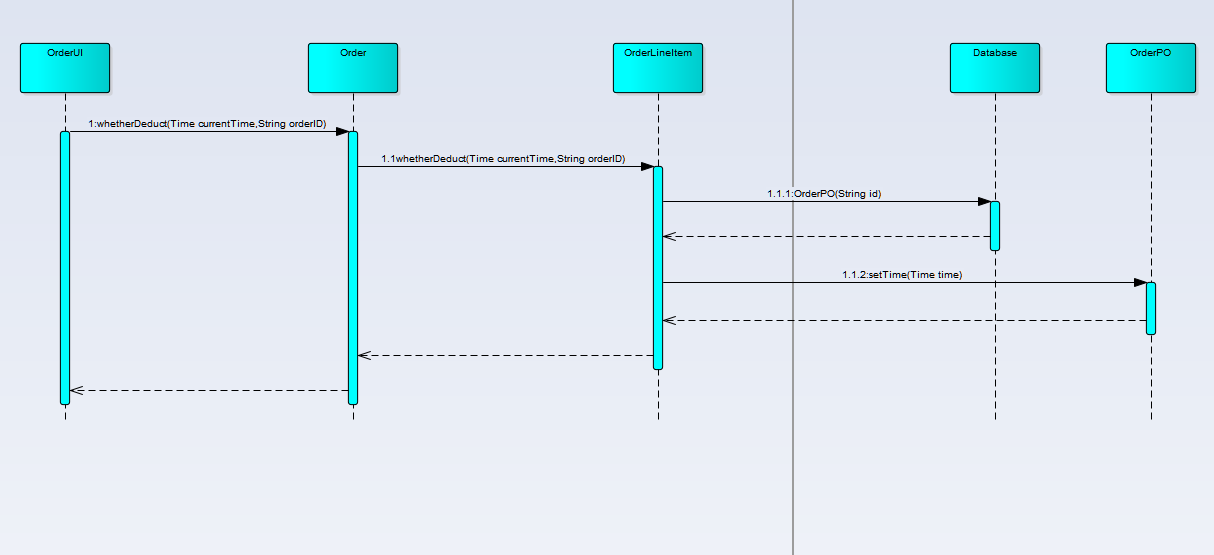 OrderUI
Order
OrderLineItem
Database
OrderPO
1:whetherDeduct(Time currentTime,String orderID)
1.1whetherDeduct(Time currentTime,String orderID)
1.1.1:OrderPO(String id)
1.1.2:setTime(Time time)